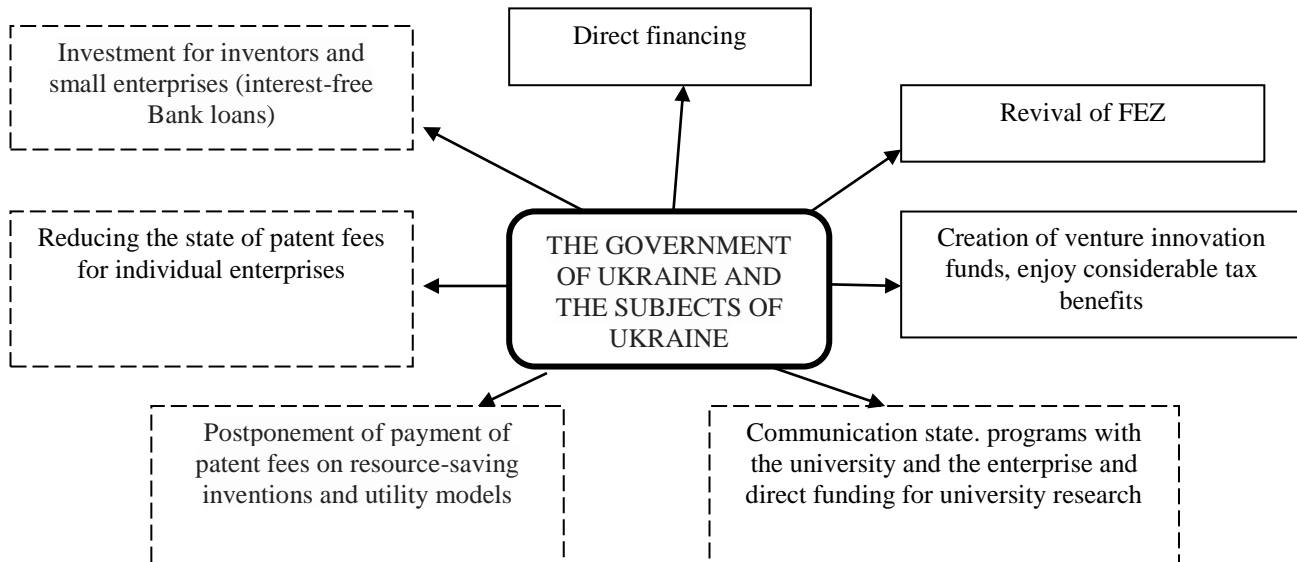 Investment for inventors and
small enterprises (interest-free
Bank loans)
Direct financing
Revival of FEZ
Reducing the state of patent fees
for individual enterprises
THE GOVERNMENT
OF UKRAINE AND
THE SUBJECTS OF
UKRAINE
Creation of venture innovation
funds, enjoy considerable tax
benefits
Postponement of payment of
patent fees on resource-saving
inventions and utility models
Communication state. programs with
the university and the enterprise and
direct funding for university research